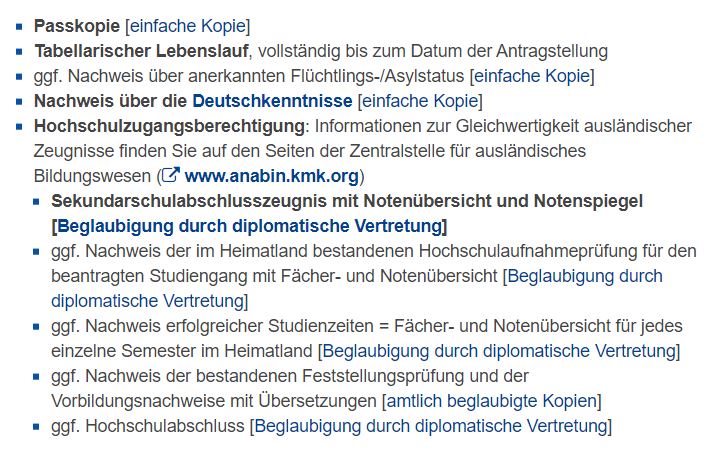 Passkopie [einfache Kopie]
Tabellarischer Lebenslauf, vollständig bis zum Datum der Antragstellung
ggf. Nachweis über anerkannten Flüchtlings-/Asylstatus [einfache Kopie]
Nachweis über die Deutschkenntnisse [einfache Kopie]
Hochschulzugangsberechtigung: Informationen zur Gleichwertigkeit ausländischer
Zeugnisse finden Sie auf den Seiten der Zentralstelle für ausländisches
Bildungswesen (www.anabin.kmk.org)
Sekundarschulabschlusszeugnis mit Notenübersicht und Notenspiegel
[Beglaubigung durch diplomatische Vertretung]
ggf. Nachweis der im Heimatland bestandenen Hochschulaufnahmeprüfung für den
beantragten Studiengang mit Fächer- und Notenübersicht [Beglaubigung durch
diplomatische Vertretung]
ggf. Nachweis erfolgreicher Studienzeiten = Fächer- und Notenübersicht für jedes
einzelne Semester im Heimatland [Beglaubigung durch diplomatische Vertretung]
ggf. Nachweis der bestandenen Feststellungsprüfung und der
Vorbildungsnachweise mit Übersetzungen [amtlich beglaubigte Kopien]
ggf. Hochschulabschluss [Beglaubigung durch diplomatische Vertretung]